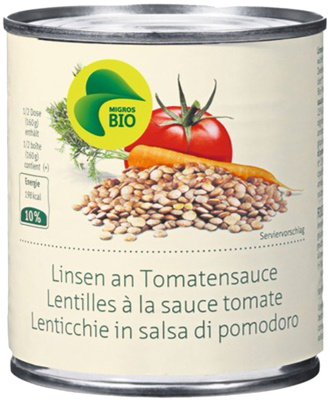 MIGROS
BIO
1/2 Dose
(160g)
enthält
1/2 boîte
(160g)
contient (+)
Energie
198kcal
10%
Serviervorschlag
Linsen an Tomatensauce
Lentilles à la sauce tomate
Lenticchie in salsa di pomodoro